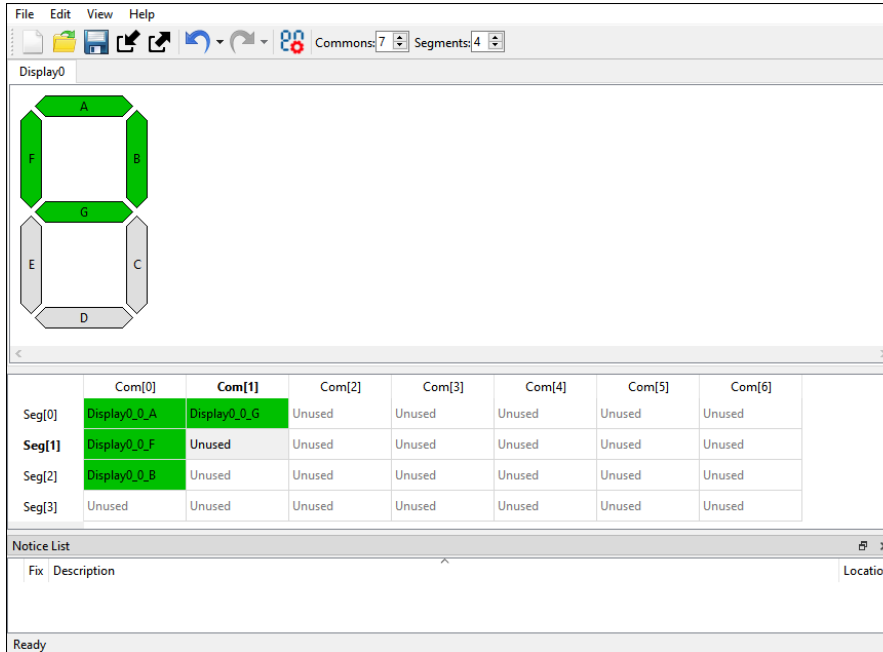 File Edit View Help
Commons: 7 Segments: 4
Display0
A
F B
G
E C
D
Com[0] Com[1] Com[2] Com[3] Com[4] Com[5] Com[6]
Seg[0] Display0_0_A Display0_0_G Unused Unused Unused Unused Unused
Seg[1] Display0_0_F Unused Unused Unused Unused Unused Unused
Seg[2] Display0_0_B Unused Unused Unused Unused Unused Unused
Seg[3] Unused Unused Unused Unused Unused Unused Unused
Notice List
Fix Description Locatio
Ready